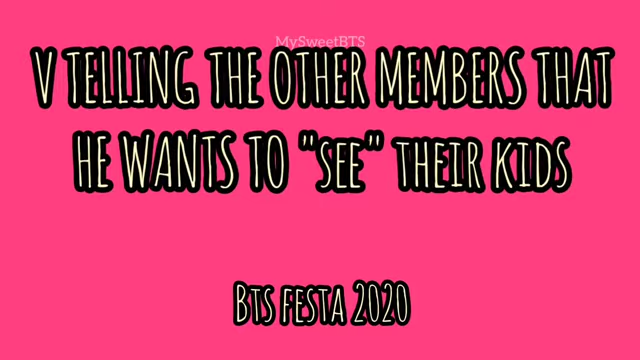 MySweetBTS
V TELLING THE OTHER MEMBERS THAT
HE WANTS TO "SEE" THEIR KIDS
BTS FESTA 2020